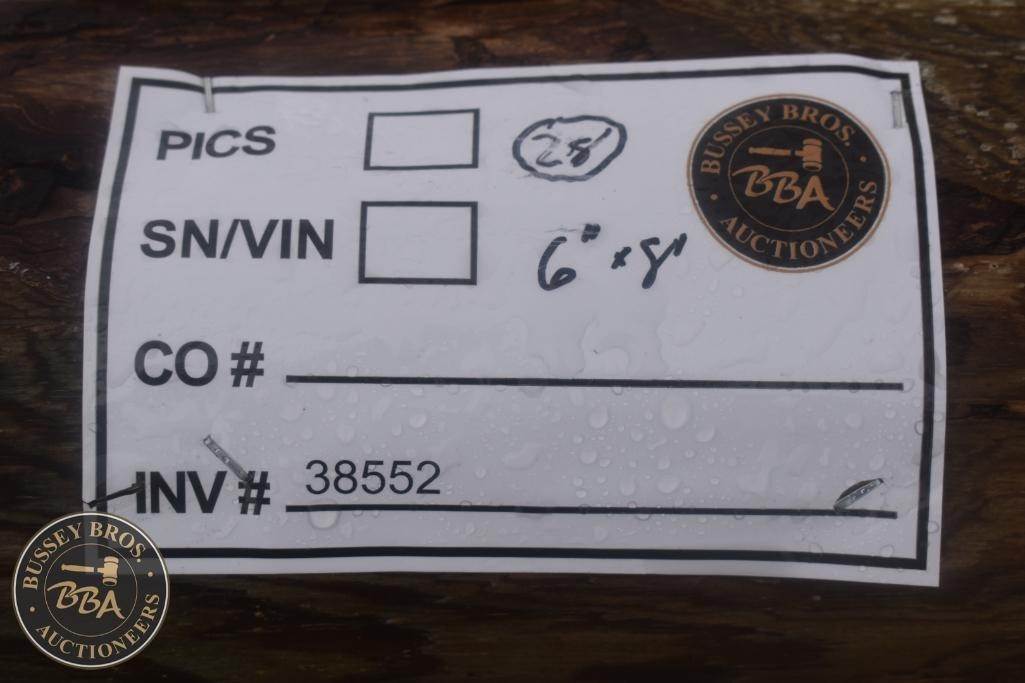 PICS 28
BUSSEY BROS.
BBA
AUCTIONEERS
SN/VIN 6" x 8'
CO #
INV # 38552
BUSSEY BROS.
BBA
AUCTIONEERS